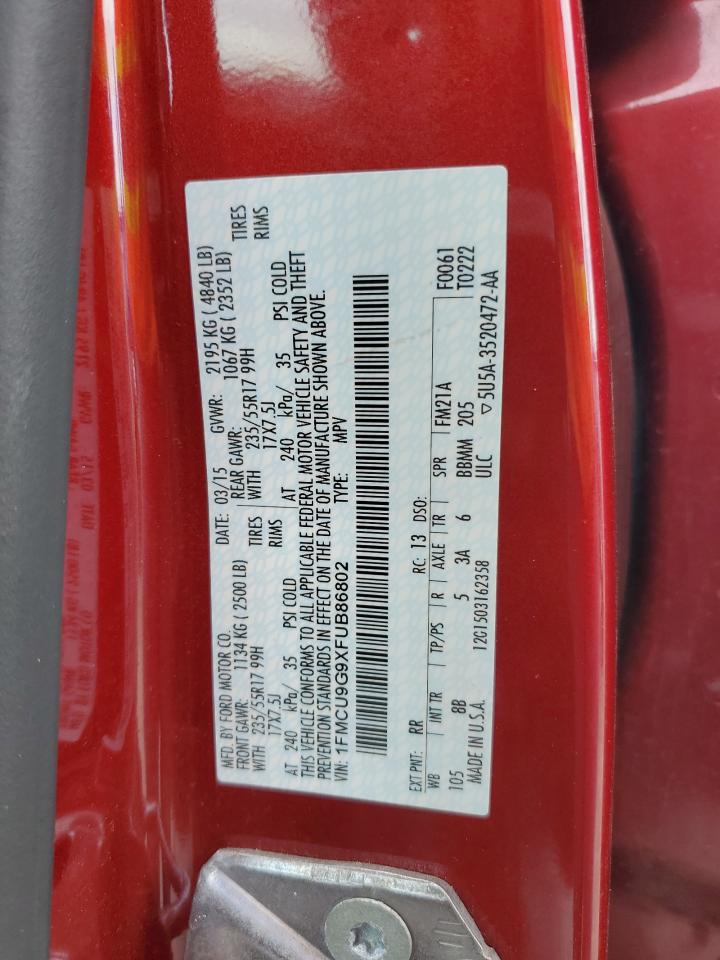 MFD. BY FORD MOTOR CO.
DATE: 03/15 GVWR: 2195 KG ( 4840 LB)
FRONT GAWR: 1134 KG ( 2500 LB) REAR GAWR: 1067 KG ( 2352 LB)
WITH 235/55R17 99H TIRES WITH 235/55R17 99H TIRES
17X7.5J RIMS 17X7.5J RIMS
AT 240 kPa/ 35 PSI COLD AT 240 kPa/ 35 PSI COLD
THIS VEHICLE CONFORMS TO ALL APPLICABLE FEDERAL MOTOR VEHICLE SAFETY AND THEFT
PREVENTION STANDARDS IN EFFECT ON THE DATE OF MANUFACTURE SHOWN ABOVE.
VIN: 1FMCU9G9XFUB86802 TYPE: MPV
EXT PNT: RR RC: 13 DSO: FM21A F0061
WB INT TR TP/PS R AXLE TR SPR T0222
105 8B 5 3A 6 BBMM 205
MADE IN U.S.A. 12C1503162358 ULC ▽5U5A-3520472-AA